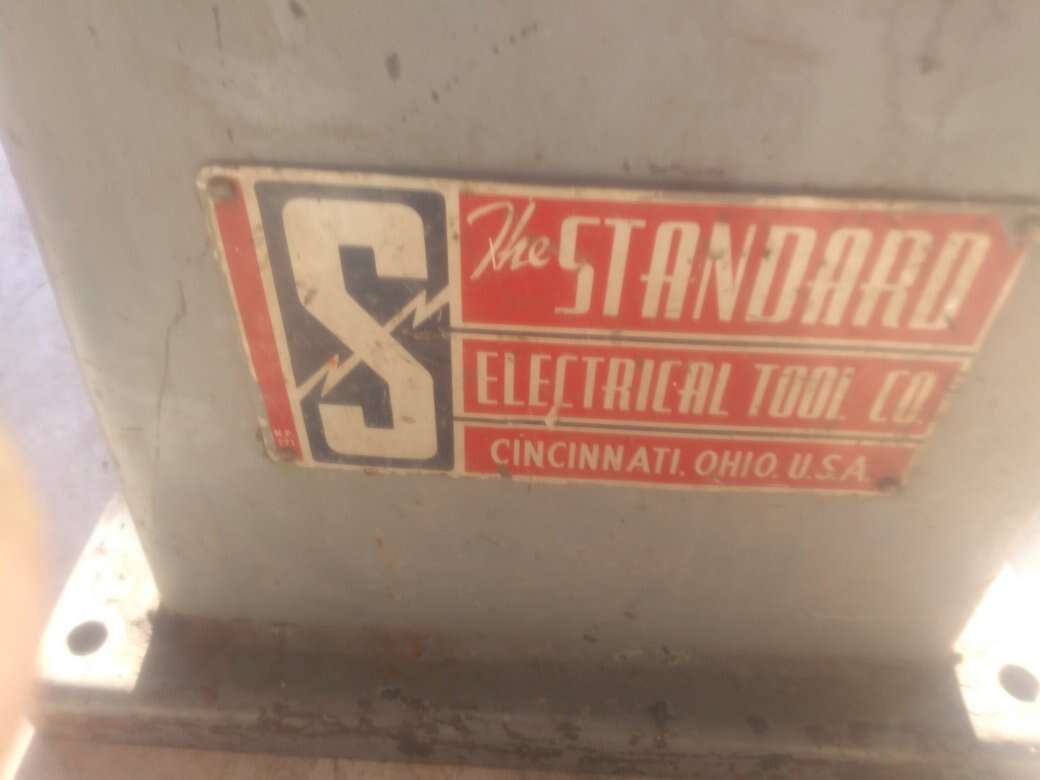 S
The STANDARD
ELECTRICAL TOOL CO.
CINCINNATI, OHIO. U.S.A.